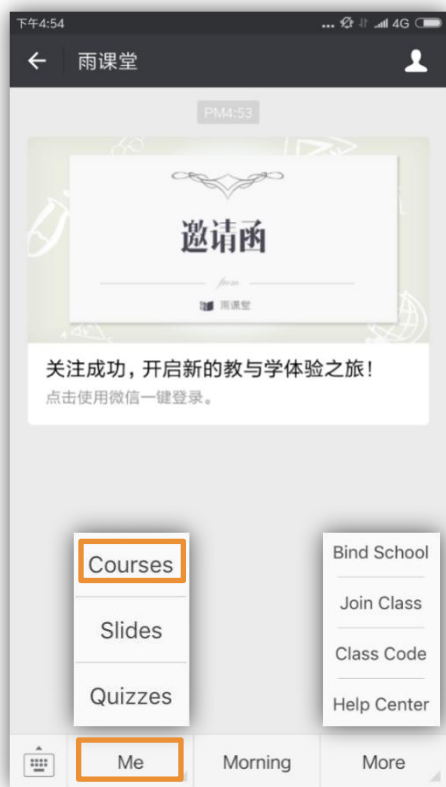 下午4:54
... 4G
雨课堂
PM4:53
邀请函
from
雨课堂
关注成功，开启新的教与学体验之旅！
点击使用微信一键登录。
Courses
Slides
Quizzes
Bind School
Join Class
Class Code
Help Center
Me
Morning
More